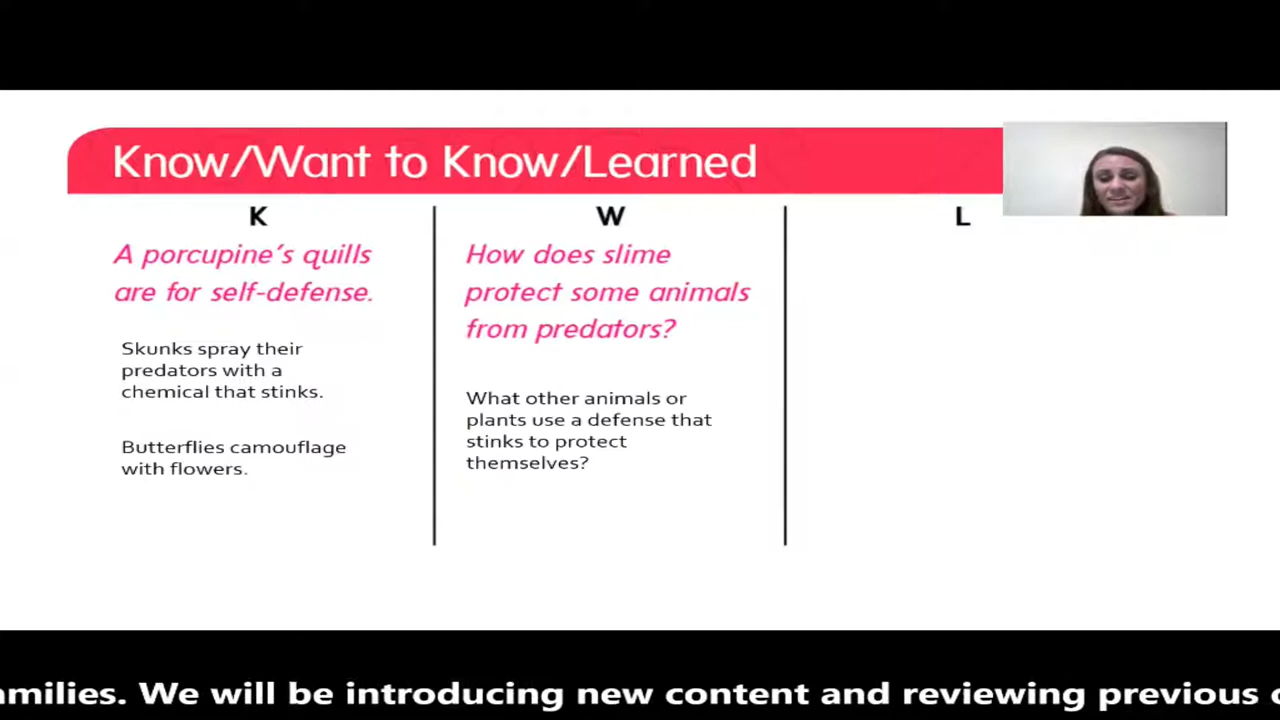 Know/Want to Know/Learned
K
A porcupine's quills
are for self-defense.
Skunks spray their
predators with a
chemical that stinks.
Butterflies camouflage
with flowers.
W
How does slime
protect some animals
from predators?
What other animals or
plants use a defense that
stinks to protect
themselves?
L
We will be introducing new content and reviewing previous